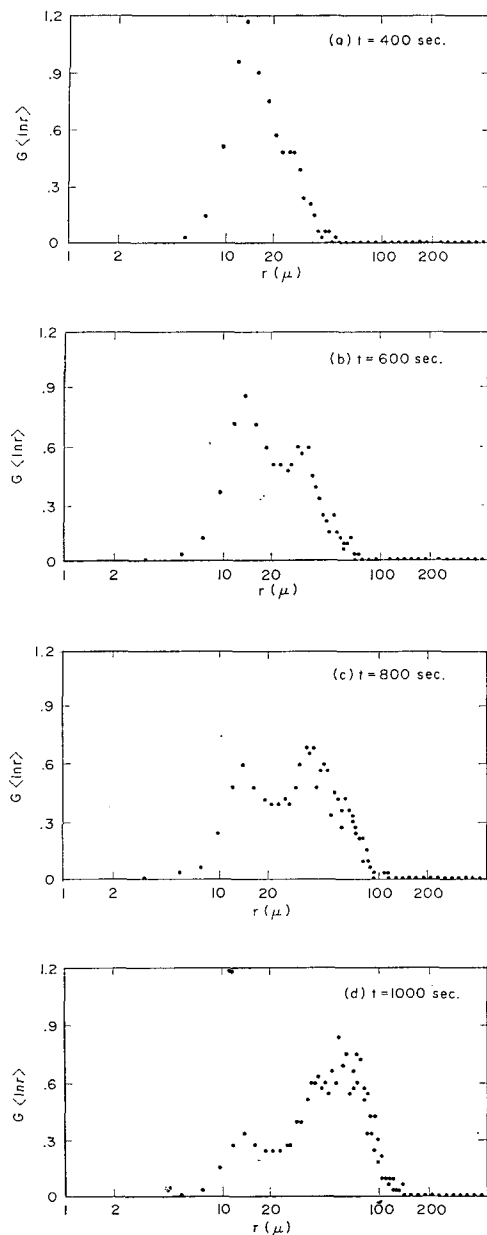 1.2
.9
.6
.3
0
G ⟨lnr⟩
(a) t = 400 sec.
1 2 10 20 100 200
r (μ)
1.2
.9
.6
.3
0
G ⟨lnr⟩
(b) t = 600 sec.
1 2 10 20 100 200
r (μ)
1.2
.9
.6
.3
0
G ⟨lnr⟩
(c) t = 800 sec.
1 2 10 20 100 200
r (μ)
1.2
.9
.6
.3
0
G ⟨lnr⟩
(d) t = 1000 sec.
1 2 10 20 100 200
r (μ)